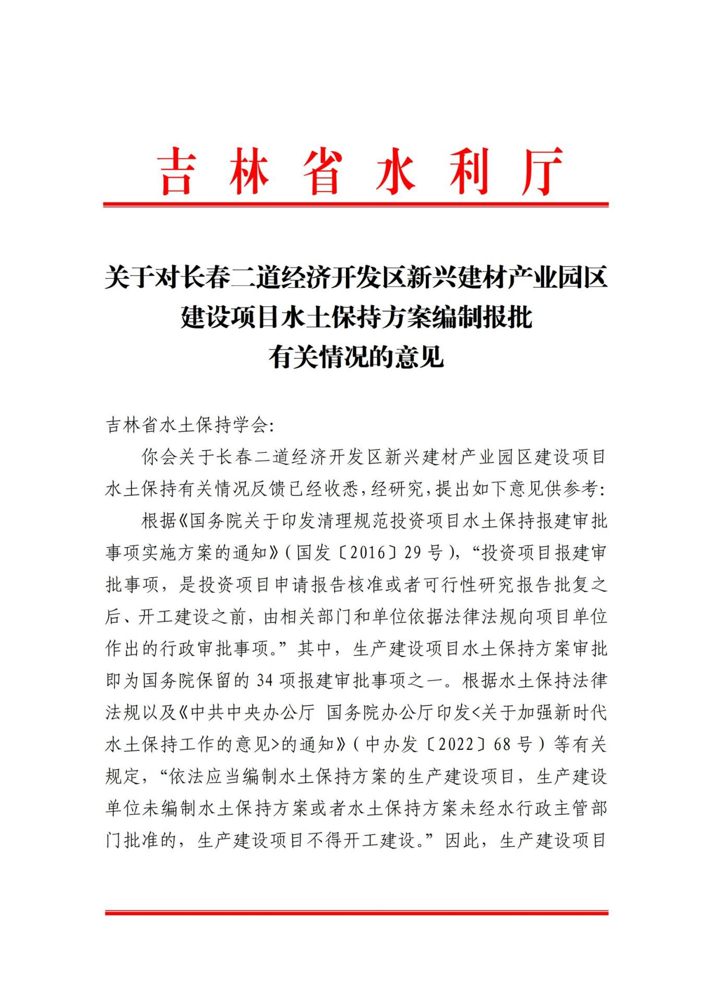 吉林省水利厅
关于对长春二道经济开发区新兴建材产业园区
建设项目水土保持方案编制报批
有关情况的意见
吉林省水土保持学会：
你会关于长春二道经济开发区新兴建材产业园区建设项目
水土保持有关情况反馈已经收悉，经研究，提出如下意见供参考：
根据《国务院关于印发清理规范投资项目水土保持报建审批
事项实施方案的通知》（国发〔2016〕29 号），“投资项目报建审
批事项，是投资项目申请报告核准或者可行性研究报告批复之
后、开工建设之前，由相关部门和单位依据法律法规向项目单位
作出的行政审批事项。”其中，生产建设项目水土保持方案审批
即为国务院保留的 34 项报建审批事项之一。根据水土保持法律
法规以及《中共中央办公厅 国务院办公厅印发<关于加强新时代
水土保持工作的意见>的通知》（中办发〔2022〕68 号）等有关
规定，“依法应当编制水土保持方案的生产建设项目，生产建设
单位未编制水土保持方案或者水土保持方案未经水行政主管部
门批准的，生产建设项目不得开工建设。”因此，生产建设项目